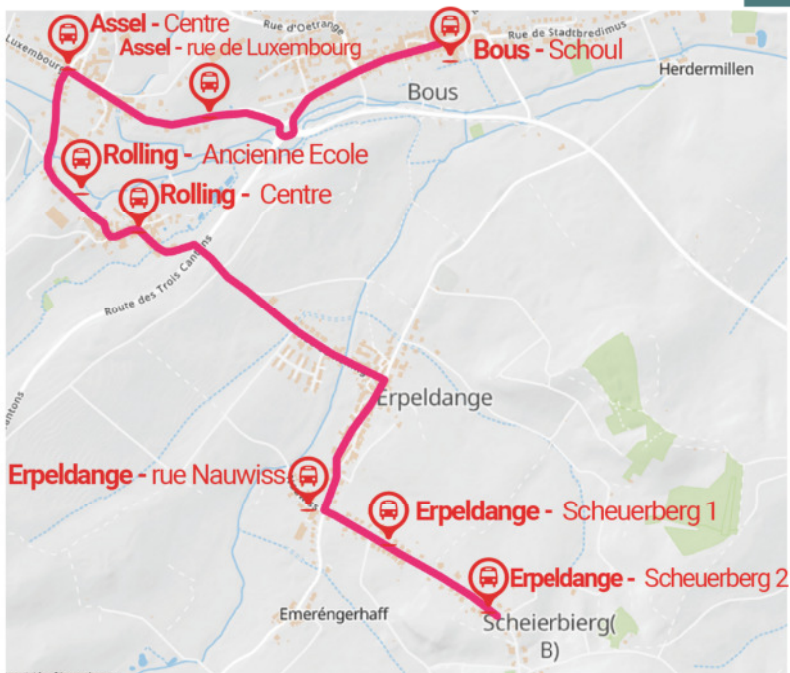 Assel - Centre
Rue d'Oetrange
Luxembourg
Assel - rue de Luxembourg
Rue de Stadtbredimus
Bous - Schoul
Herdermillen
Bous
Rolling - Ancienne Ecole
Rolling - Centre
Route des Trois Cantons
Erpeldange
Erpeldange - rue Nauwiss
Erpeldange - Scheuerberg 1
Erpeldange - Scheuerberg 2
Emeréngerhaff
Scheierbierg(
B)